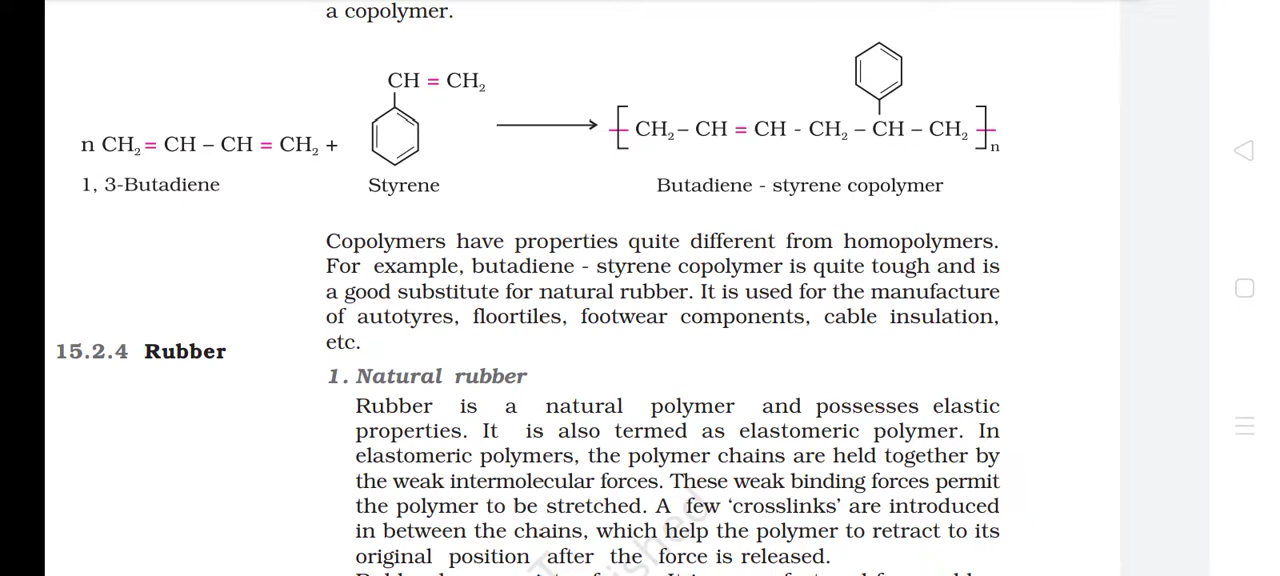 a copolymer.
CH = CH₂
n CH₂ = CH – CH = CH₂ +
[ CH₂ – CH = CH - CH₂ – CH – CH₂ ]n
1, 3-Butadiene Styrene Butadiene - styrene copolymer
Copolymers have properties quite different from homopolymers.
For example, butadiene - styrene copolymer is quite tough and is
a good substitute for natural rubber. It is used for the manufacture
of autotyres, floortiles, footwear components, cable insulation,
etc.
15.2.4 Rubber
1. Natural rubber
Rubber is a natural polymer and possesses elastic
properties. It is also termed as elastomeric polymer. In
elastomeric polymers, the polymer chains are held together by
the weak intermolecular forces. These weak binding forces permit
the polymer to be stretched. A few ‘crosslinks’ are introduced
in between the chains, which help the polymer to retract to its
original position after the force is released.